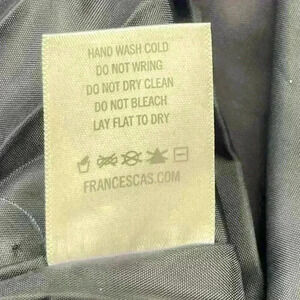 HAND WASH COLD
DO NOT WRING
DO NOT DRY CLEAN
DO NOT BLEACH
LAY FLAT TO DRY
FRANCESCAS.COM